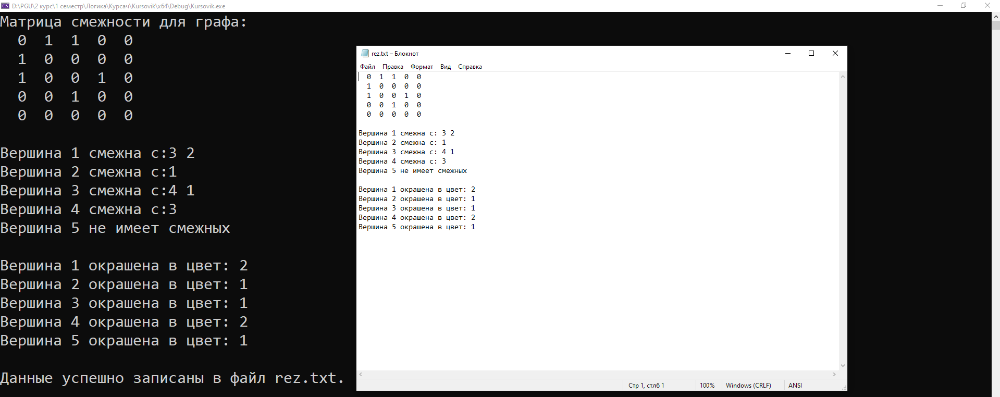 D:\PGU\2 курс\1 семестр\Логика\Курсач\Kursovik\x64\Debug\Kursovik.exe
Матрица смежности для графа:
0 1 1 0 0
1 0 0 0 0
1 0 0 1 0
0 0 1 0 0
0 0 0 0 0
Вершина 1 смежна с:3 2
Вершина 2 смежна с:1
Вершина 3 смежна с:4 1
Вершина 4 смежна с:3
Вершина 5 не имеет смежных
Вершина 1 окрашена в цвет: 2
Вершина 2 окрашена в цвет: 1
Вершина 3 окрашена в цвет: 1
Вершина 4 окрашена в цвет: 2
Вершина 5 окрашена в цвет: 1
Данные успешно записаны в файл rez.txt.
rez.txt – Блокнот
Файл Правка Формат Вид Справка
0 1 1 0 0
1 0 0 0 0
1 0 0 1 0
0 0 1 0 0
0 0 0 0 0
Вершина 1 смежна с: 3 2
Вершина 2 смежна с: 1
Вершина 3 смежна с: 4 1
Вершина 4 смежна с: 3
Вершина 5 не имеет смежных
Вершина 1 окрашена в цвет: 2
Вершина 2 окрашена в цвет: 1
Вершина 3 окрашена в цвет: 1
Вершина 4 окрашена в цвет: 2
Вершина 5 окрашена в цвет: 1
Стр 1, стлб 1 100% Windows (CRLF) ANSI